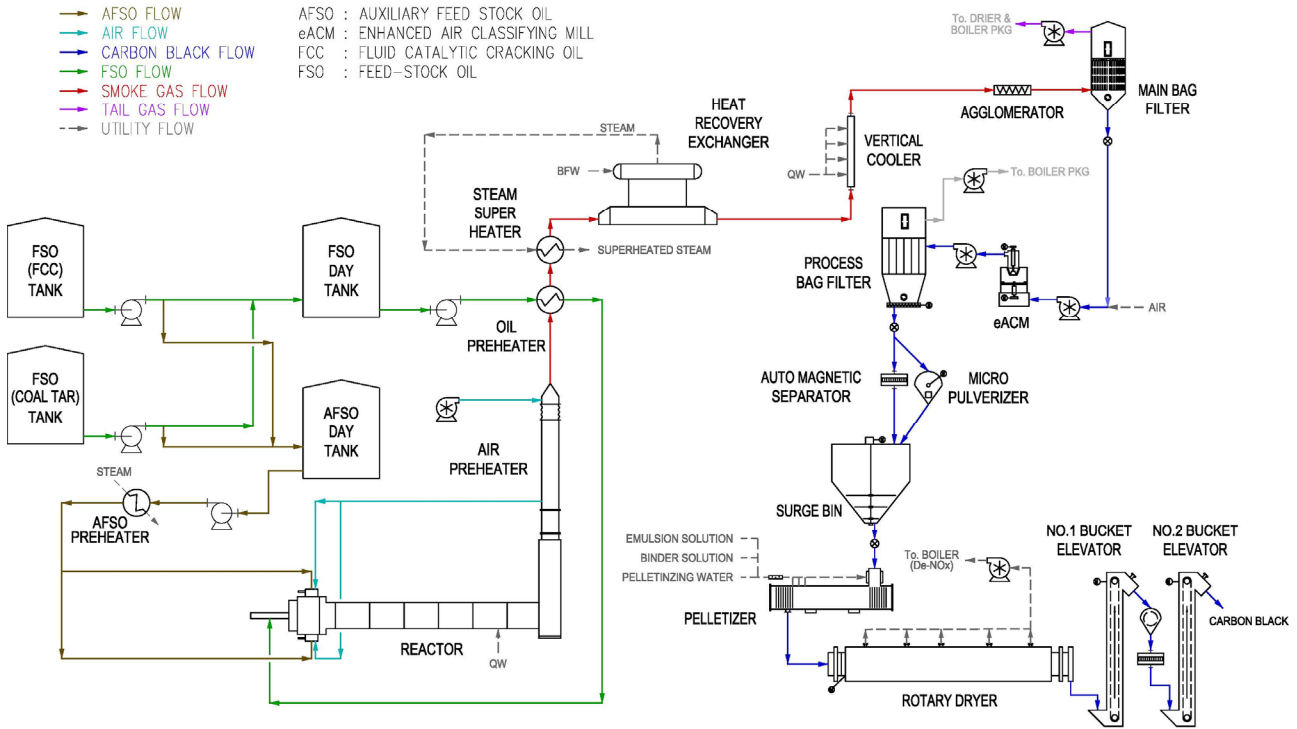 AFSO FLOW
AIR FLOW
CARBON BLACK FLOW
FSO FLOW
SMOKE GAS FLOW
TAIL GAS FLOW
UTILITY FLOW
AFSO : AUXILIARY FEED STOCK OIL
eACM : ENHANCED AIR CLASSIFYING MILL
FCC : FLUID CATALYTIC CRACKING OIL
FSO : FEED-STOCK OIL
To. DRIER &
BOILER PKG
MAIN BAG
FILTER
AGGLOMERATOR
HEAT
RECOVERY
EXCHANGER
VERTICAL
COOLER
STEAM
BFW
QW
To. BOILER PKG
STEAM
SUPER
HEATER
SUPERHEATED STEAM
FSO
(FCC)
TANK
FSO
DAY
TANK
PROCESS
BAG FILTER
eACM
AIR
OIL
PREHEATER
FSO
(COAL TAR)
TANK
AFSO
DAY
TANK
AUTO MAGNETIC
SEPARATOR
MICRO
PULVERIZER
AIR
PREHEATER
STEAM
AFSO
PREHEATER
SURGE BIN
EMULSION SOLUTION
BINDER SOLUTION
PELLETINZING WATER
To. BOILER
(De-NOx)
NO.1 BUCKET
ELEVATOR
NO.2 BUCKET
ELEVATOR
PELLETIZER
CARBON BLACK
REACTOR
QW
ROTARY DRYER